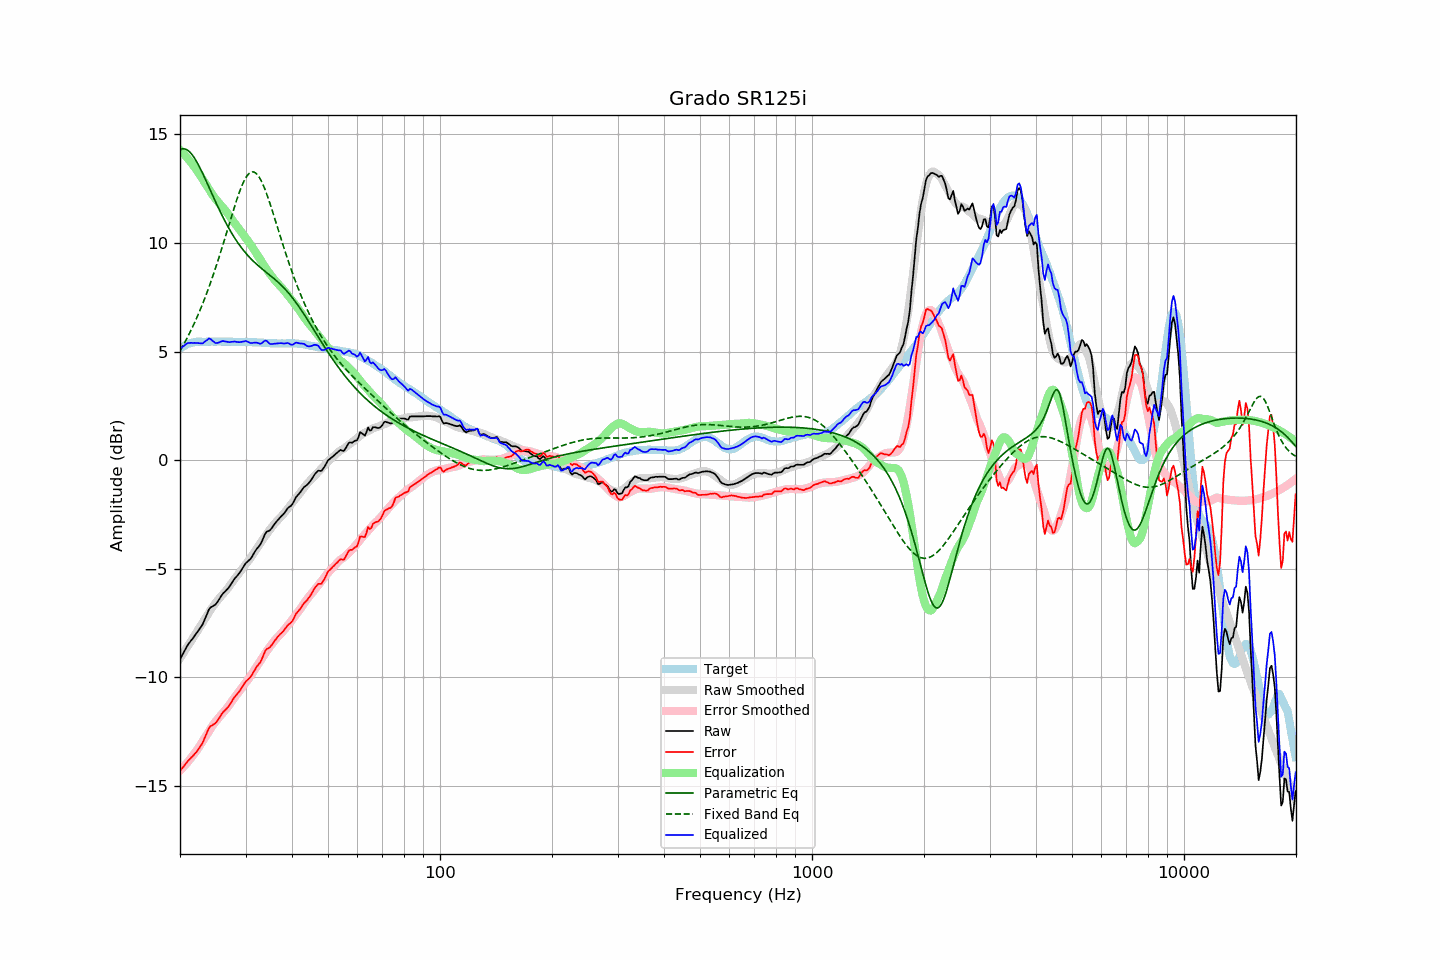 Grado SR125i
Amplitude (dBr)
15
10
5
0
−5
−10
−15
Target
Raw Smoothed
Error Smoothed
Raw
Error
Equalization
Parametric Eq
Fixed Band Eq
Equalized
100
1000
10000
Frequency (Hz)